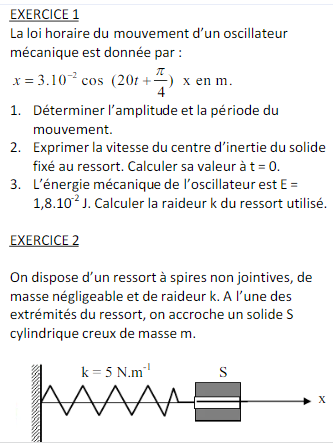 EXERCICE 1
La loi horaire du mouvement d'un oscillateur
mécanique est donnée par :
x = 3.10⁻² cos (20t + π/4) x en m.
1. Déterminer l'amplitude et la période du
mouvement.
2. Exprimer la vitesse du centre d'inertie du solide
fixé au ressort. Calculer sa valeur à t = 0.
3. L'énergie mécanique de l'oscillateur est E =
1,8.10⁻² J. Calculer la raideur k du ressort utilisé.
EXERCICE 2
On dispose d'un ressort à spires non jointives, de
masse négligeable et de raideur k. A l'une des
extrémités du ressort, on accroche un solide S
cylindrique creux de masse m.
k = 5 N.m⁻¹ S
x